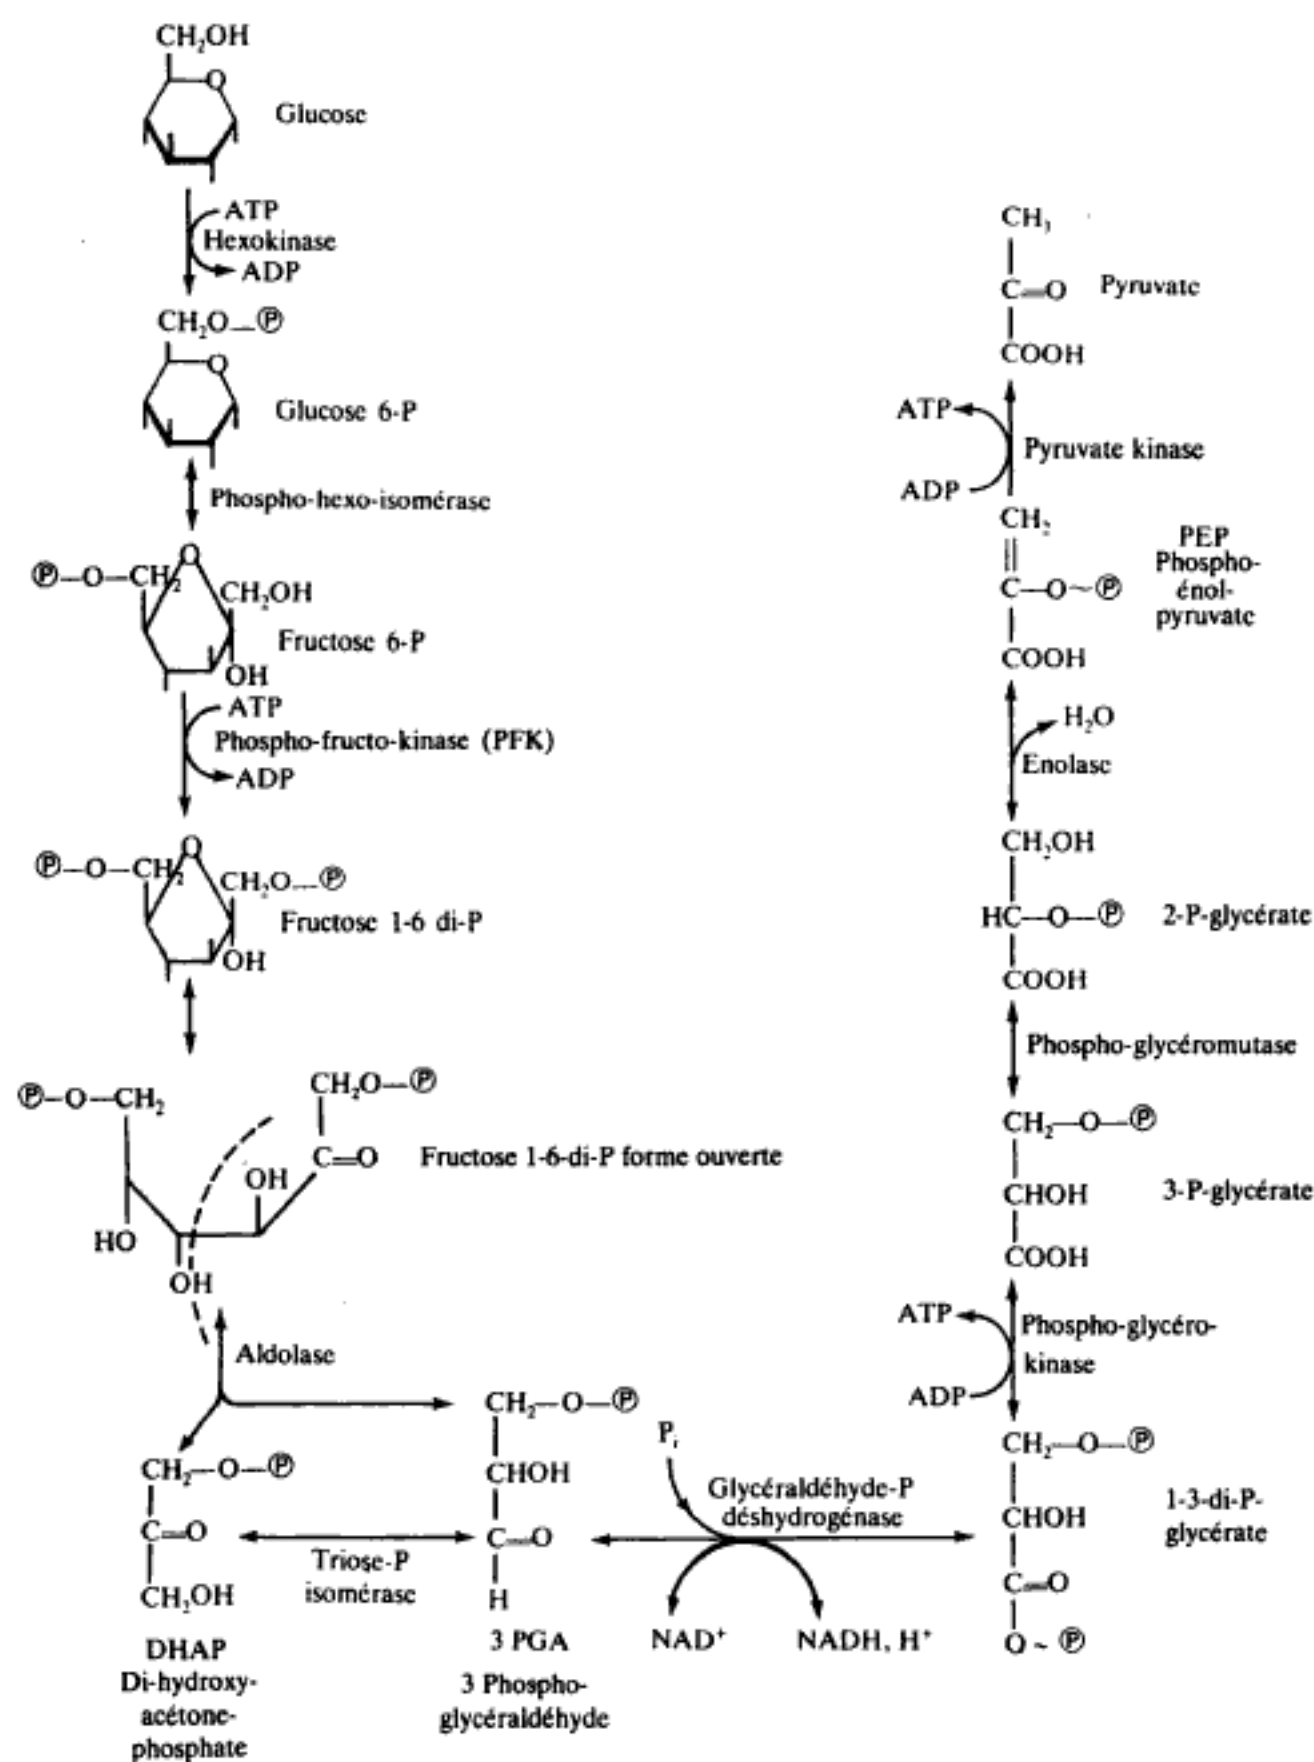 CH₂OH
O
Glucose
ATP
Hexokinase
ADP
CH₂O—Ⓟ
O
Glucose 6-P
Phospho-hexo-isomérase
O
Ⓟ—O—CH₂
CH₂OH
Fructose 6-P
OH
ATP
Phospho-fructo-kinase (PFK)
ADP
O
Ⓟ—O—CH₂
CH₂O—Ⓟ
Fructose 1-6 di-P
OH
Ⓟ—O—CH₂
CH₂O—Ⓟ
C=O
Fructose 1-6-di-P forme ouverte
OH
HO
OH
Aldolase
CH₂—O—Ⓟ
C=O
CH₂OH
DHAP
Di-hydroxy-
acétone-
phosphate
Triose-P
isomérase
CH₂—O—Ⓟ
CHOH
C=O
H
3 PGA
3 Phospho-
glycéraldéhyde
Pᵢ
Glycéraldéhyde-P
déshydrogénase
NAD⁺
NADH, H⁺
CH₂—O—Ⓟ
CHOH
C=O
O ~ Ⓟ
1-3-di-P-
glycérate
ATP
ADP
Phospho-glycéro-
kinase
CH₂—O—Ⓟ
CHOH
COOH
3-P-glycérate
Phospho-glycéromutase
CH₂OH
HC—O—Ⓟ
COOH
2-P-glycérate
H₂O
Enolase
CH₂
C—O~Ⓟ
COOH
PEP
Phospho-
énol-
pyruvate
ATP
ADP
Pyruvate kinase
CH₃
C=O
COOH
Pyruvate